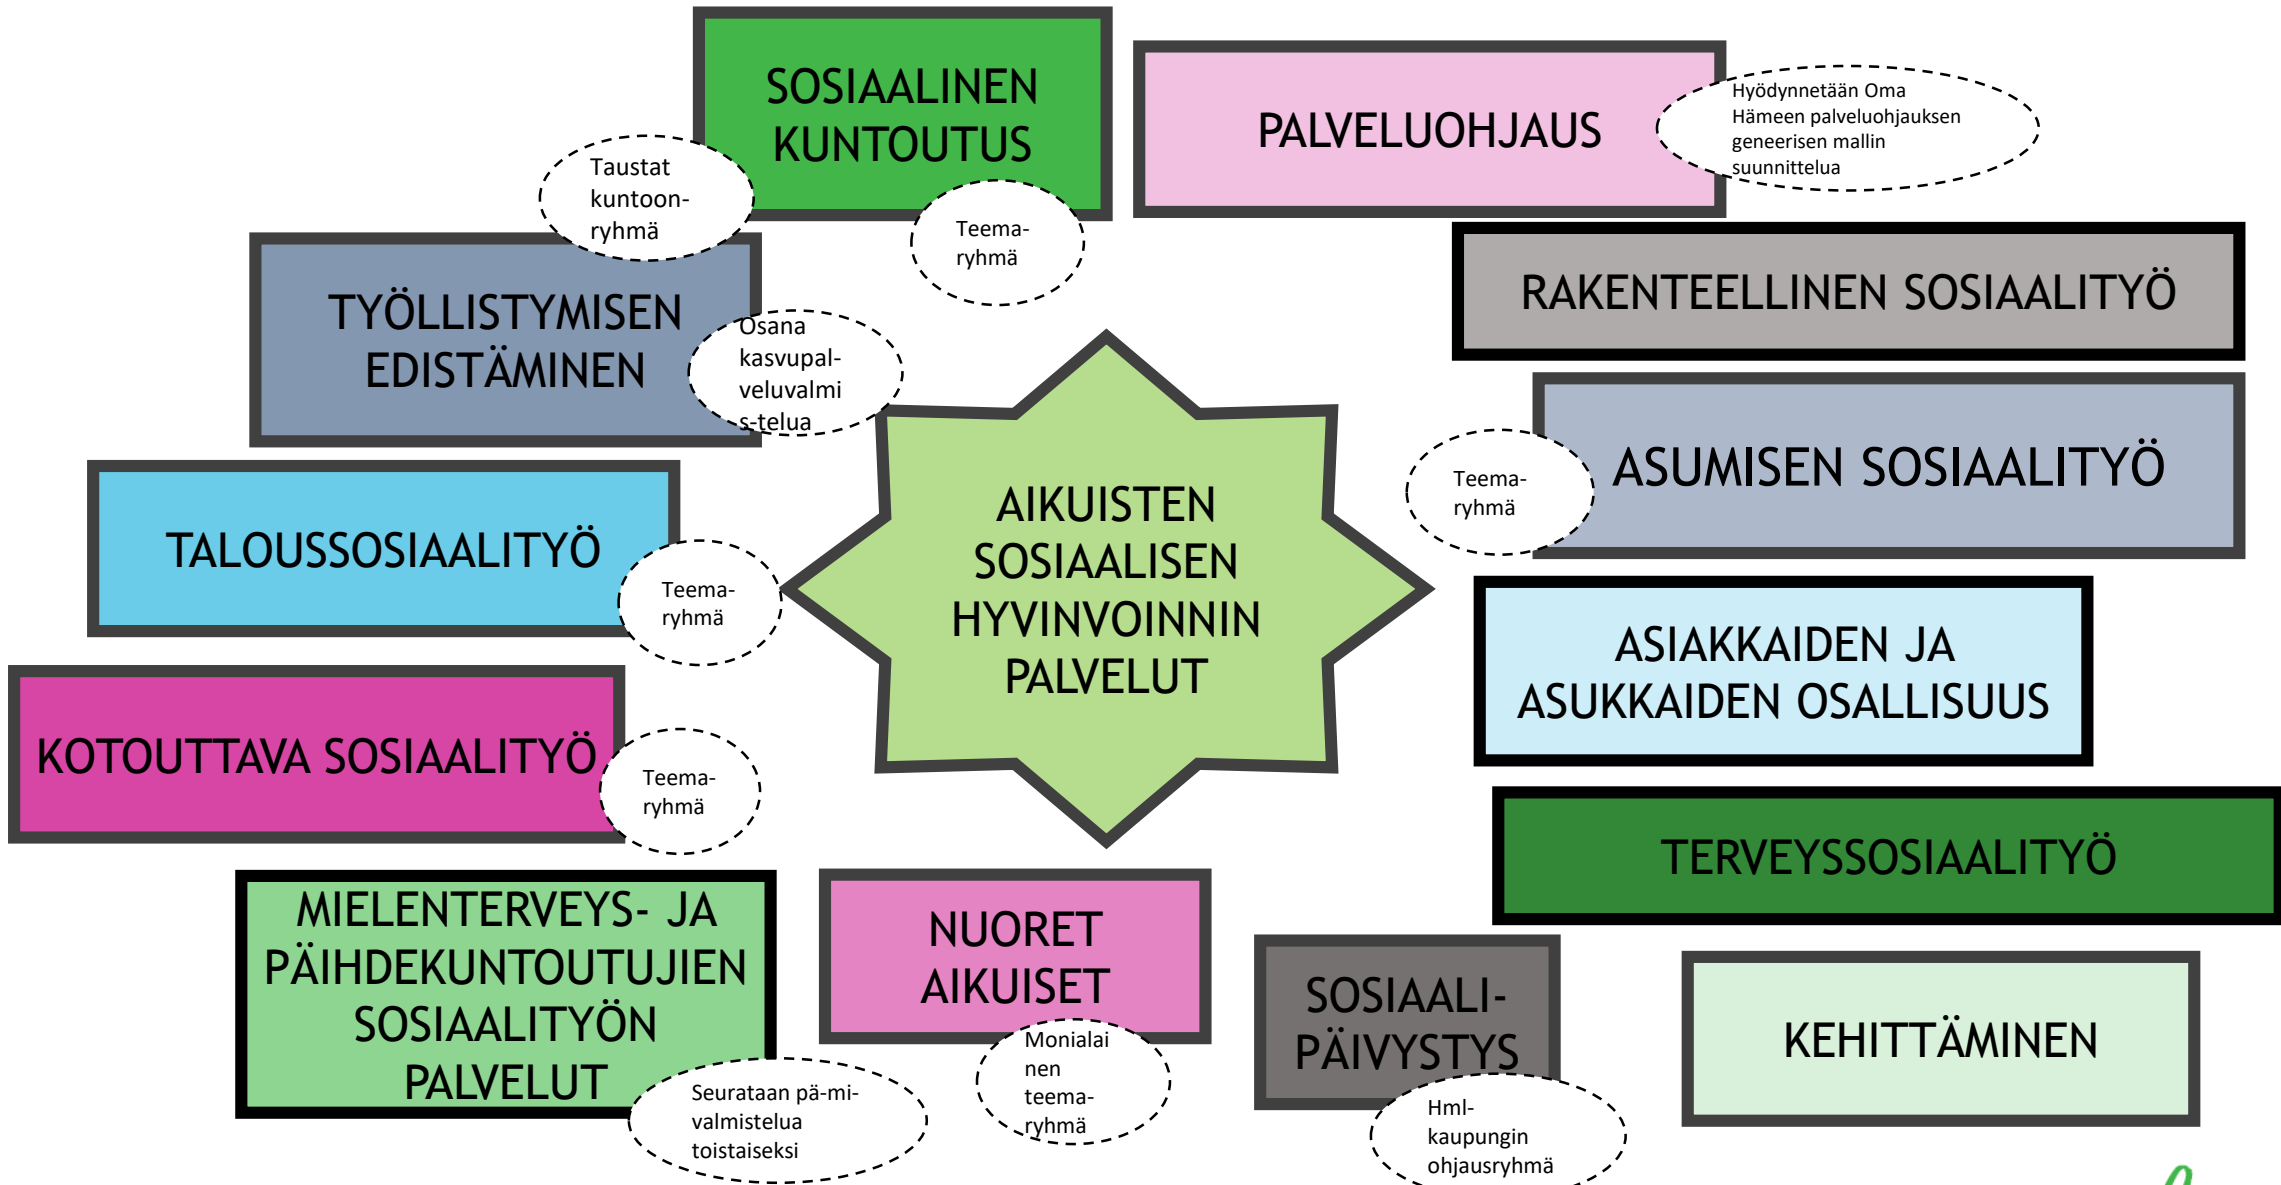 SOSIAALINEN
KUNTOUTUS
PALVELUOHJAUS
Hyödynnetään Oma
Hämeen palveluohjauksen
geneerisen mallin
suunnittelua
Taustat
kuntoon-
ryhmä
Teema-
ryhmä
TYÖLLISTYMISEN
EDISTÄMINEN
Osana
kasvupal-
veluvalmi
s-telua
RAKENTEELLINEN SOSIAALITYÖ
ASUMISEN SOSIAALITYÖ
Teema-
ryhmä
TALOUSSOSIAALITYÖ
Teema-
ryhmä
AIKUISTEN
SOSIAALISEN
HYVINVOINNIN
PALVELUT
ASIAKKAIDEN JA
ASUKKAIDEN OSALLISUUS
KOTOUTTAVA SOSIAALITYÖ
Teema-
ryhmä
TERVEYSSOSIAALITYÖ
MIELENTERVEYS- JA
PÄIHDEKUNTOUTUJIEN
SOSIAALITYÖN
PALVELUT
Seurataan pä-mi-
valmistelua
toistaiseksi
NUORET
AIKUISET
Monialai
nen
teema-
ryhmä
SOSIAALI-
PÄIVYSTYS
Hml-
kaupungin
ohjausryhmä
KEHITTÄMINEN